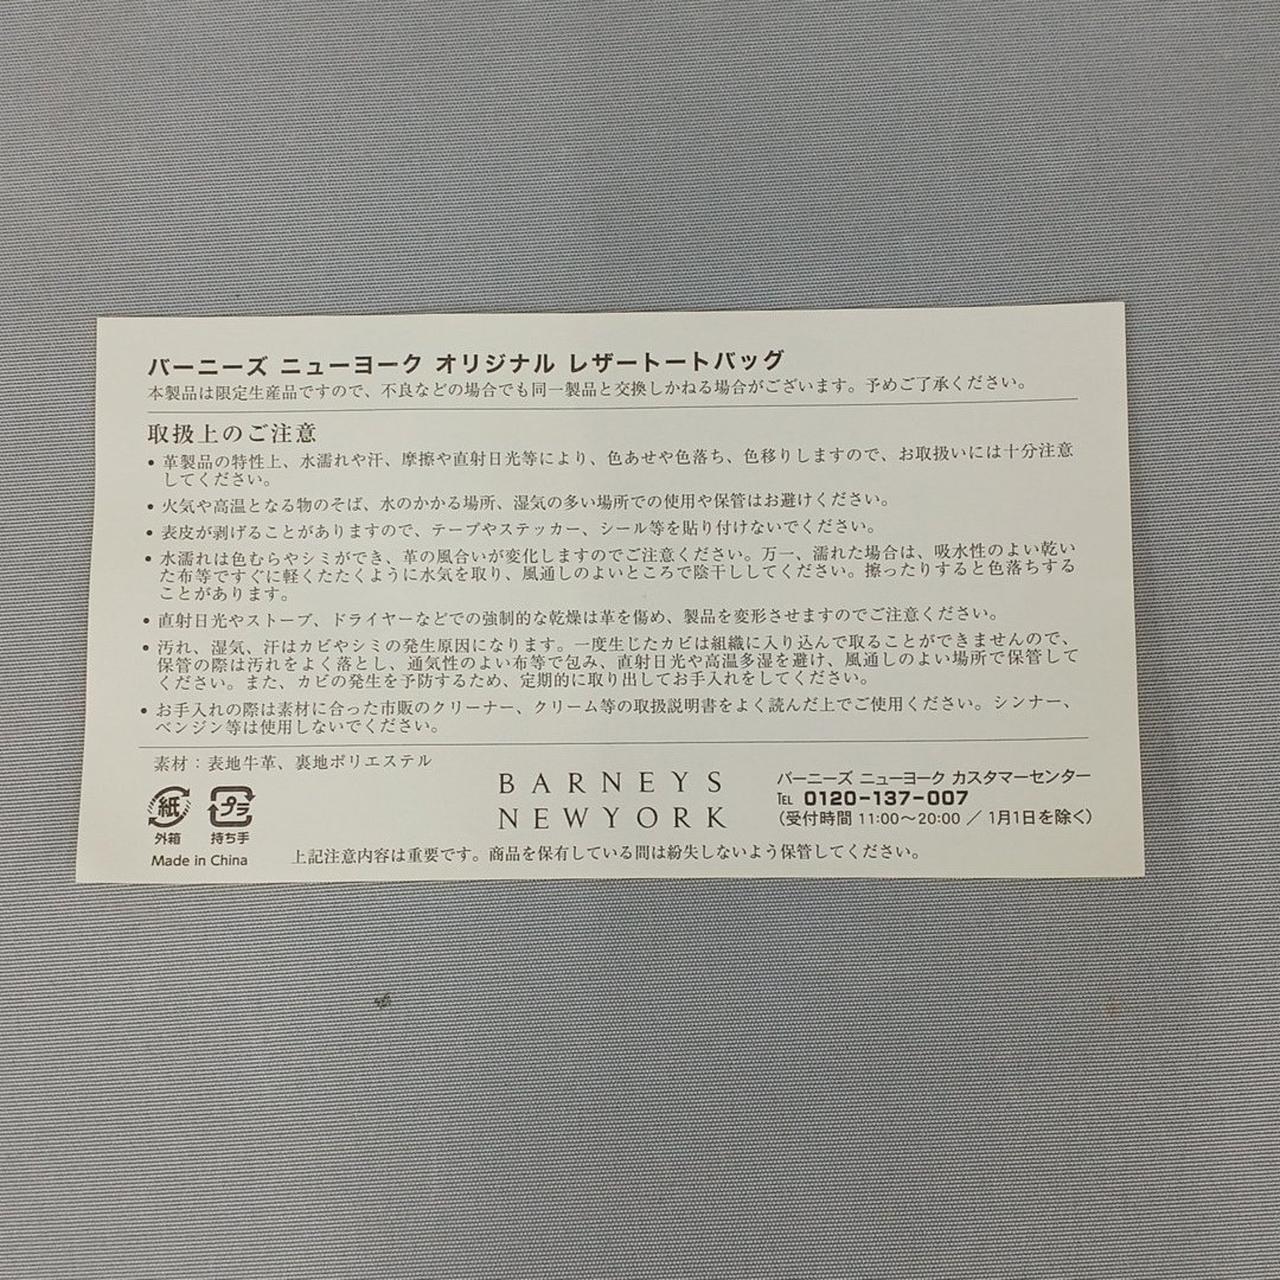 バーニーズ ニューヨーク オリジナル レザートートバッグ
本製品は限定生産品ですので、不良などの場合でも同一製品と交換しかねる場合がございます。予めご了承ください。
取扱上のご注意
• 革製品の特性上、水濡れや汗、摩擦や直射日光等により、色あせや色落ち、色移りしますので、お取扱いには十分注意
してください。
• 火気や高温となる物のそば、水のかかる場所、湿気の多い場所での使用や保管はお避けください。
• 表皮が剥げることがありますので、テープやステッカー、シール等を貼り付けないでください。
• 水濡れは色むらやシミができ、革の風合いが変化しますのでご注意ください。万一、濡れた場合は、吸水性のよい乾い
た布等ですぐに軽くたたくように水気を取り、風通しのよいところで陰干ししてください。擦ったりすると色落ちする
ことがあります。
• 直射日光やストーブ、ドライヤーなどでの強制的な乾燥は革を傷め、製品を変形させますのでご注意ください。
• 汚れ、湿気、汗はカビやシミの発生原因になります。一度生じたカビは組織に入り込んで取ることができませんので、
保管の際は汚れをよく落とし、通気性のよい布等で包み、直射日光や高温多湿を避け、風通しのよい場所で保管して
ください。また、カビの発生を予防するため、定期的に取り出してお手入れをしてください。
• お手入れの際は素材に合った市販のクリーナー、クリーム等の取扱説明書をよく読んだ上でご使用ください。シンナー、
ベンジン等は使用しないでください。
素材：表地牛革、裏地ポリエステル
紙 プラ
外箱 持ち手
Made in China
BARNEYS
NEWYORK
バーニーズ ニューヨーク カスタマーセンター
TEL 0120-137-007
（受付時間 11:00～20:00 ／ 1月1日を除く）
上記注意内容は重要です。商品を保有している間は紛失しないよう保管してください。